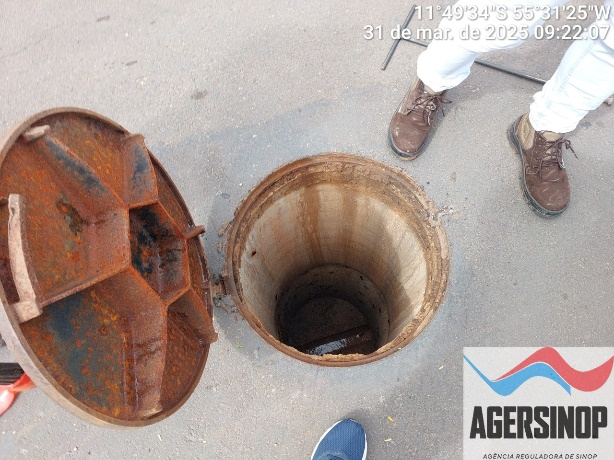 11°49'34"S 55°31'25"W
31 de mar. de 2025 09:22:07
AGERSINOP
AGÊNCIA REGULADORA DE SINOP